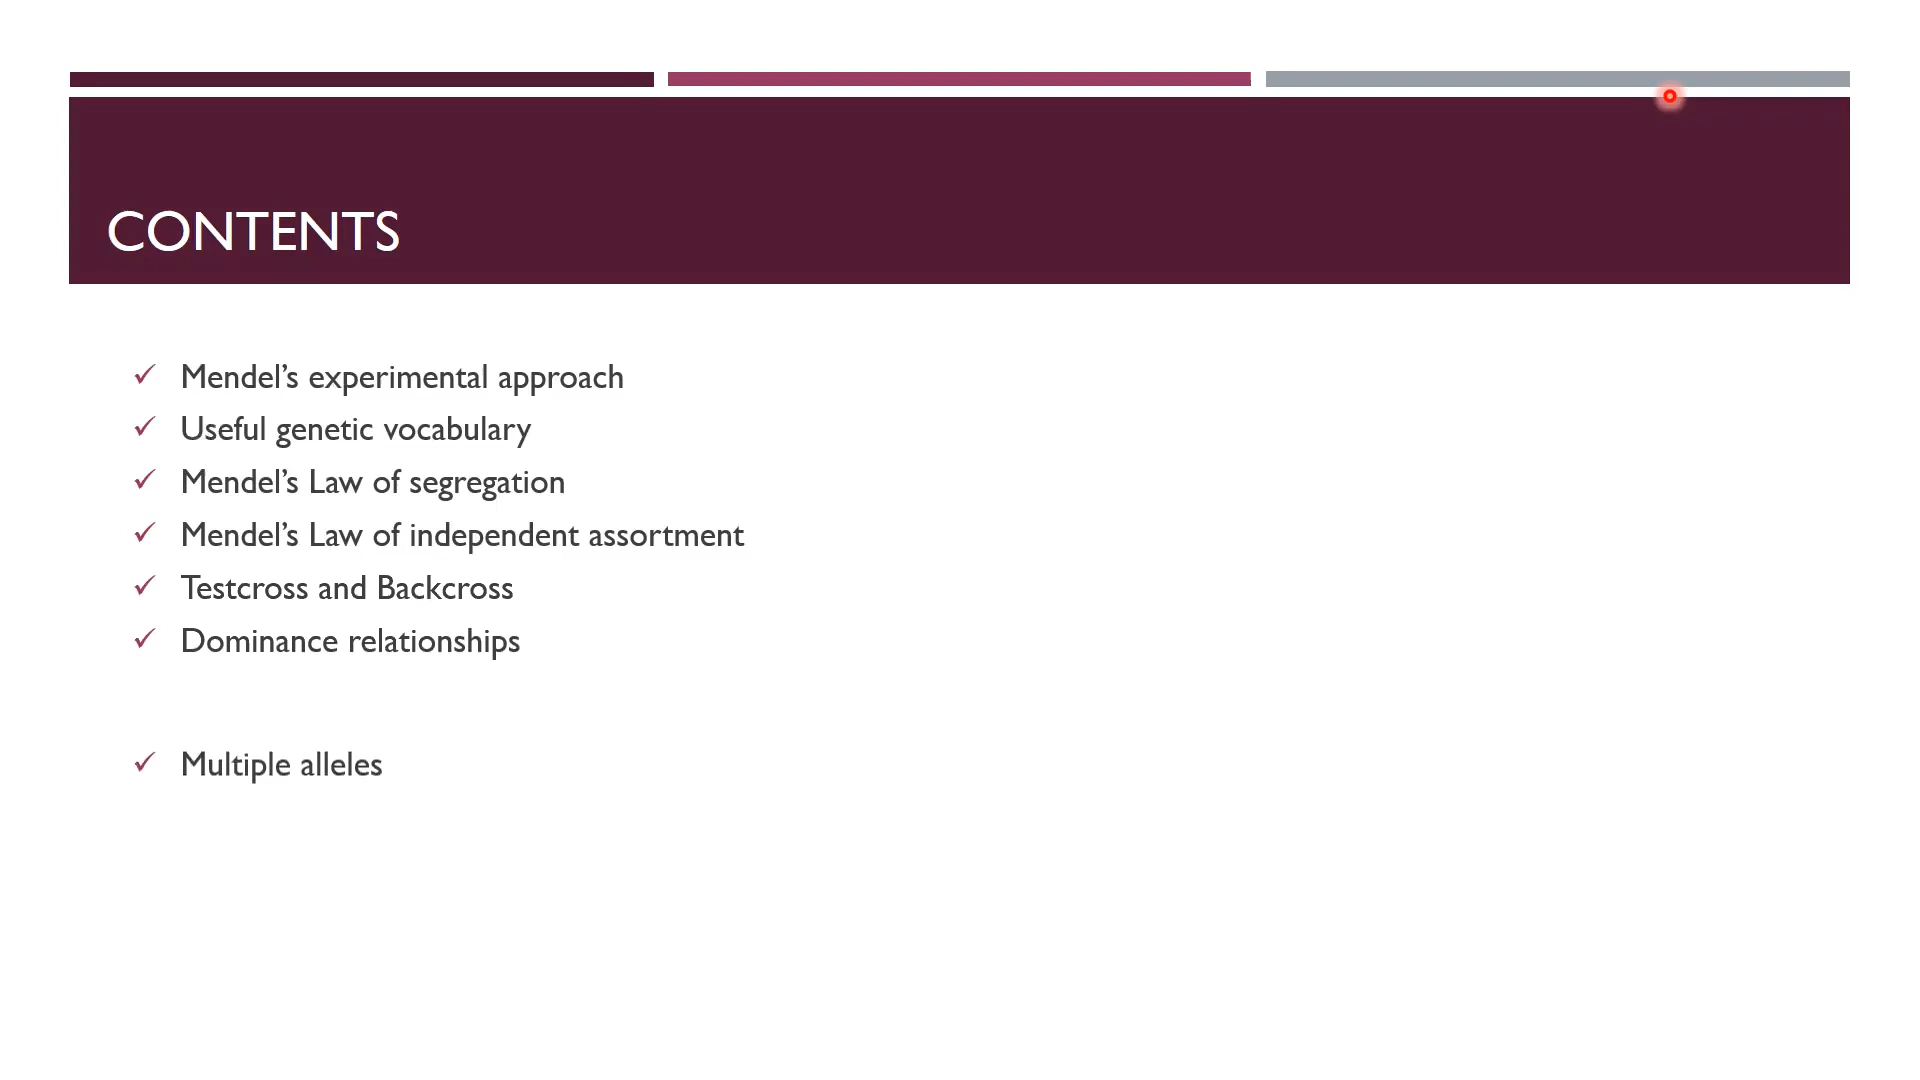 CONTENTS
Mendel’s experimental approach
Useful genetic vocabulary
Mendel’s Law of segregation
Mendel’s Law of independent assortment
Testcross and Backcross
Dominance relationships
Multiple alleles